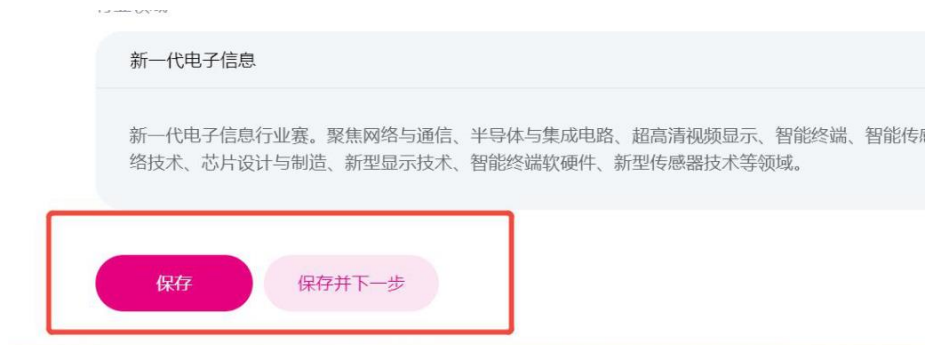 新一代电子信息
新一代电子信息行业赛。聚焦网络与通信、半导体与集成电路、超高清视频显示、智能终端、智能传
络技术、芯片设计与制造、新型显示技术、智能终端软硬件、新型传感器技术等领域。
保存
保存并下一步